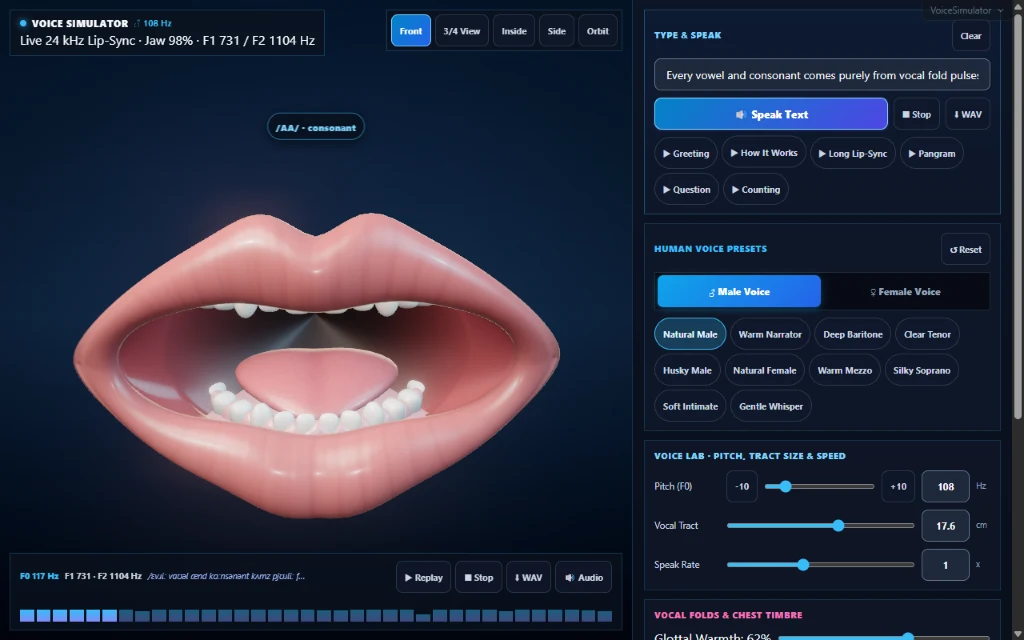 VOICE SIMULATOR ♂ 108 Hz
Live 24 kHz Lip-Sync · Jaw 98% · F1 731 / F2 1104 Hz
Front
3/4 View
Inside
Side
Orbit
/AA/ · consonant
F0 117 Hz F1 731 · F2 1104 Hz
▶ Replay
■ Stop
⬇ WAV
🔊 Audio
VoiceSimulator
TYPE & SPEAK
Clear
Every vowel and consonant comes purely from vocal fold pulse
🔊 Speak Text
■ Stop
⬇ WAV
▶ Greeting
▶ How It Works
▶ Long Lip-Sync
▶ Pangram
▶ Question
▶ Counting
HUMAN VOICE PRESETS
↺ Reset
♂ Male Voice
♀ Female Voice
Natural Male
Warm Narrator
Deep Baritone
Clear Tenor
Husky Male
Natural Female
Warm Mezzo
Silky Soprano
Soft Intimate
Gentle Whisper
VOICE LAB · PITCH, TRACT SIZE & SPEED
Pitch (F0)
-10
+10
108
Hz
Vocal Tract
17.6
cm
Speak Rate
1
x
VOCAL FOLDS & CHEST TIMBRE
Glottal Warmth: 62%